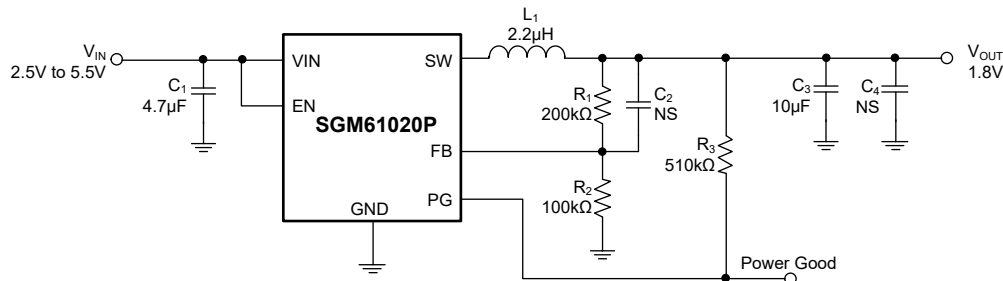 L₁
2.2μH
V_IN
2.5V to 5.5V
C₁
4.7μF
VIN
EN
SGM61020P
GND
SW
FB
PG
R₁
200kΩ
C₂
NS
R₂
100kΩ
R₃
510kΩ
C₃
10μF
C₄
NS
V_OUT
1.8V
Power Good